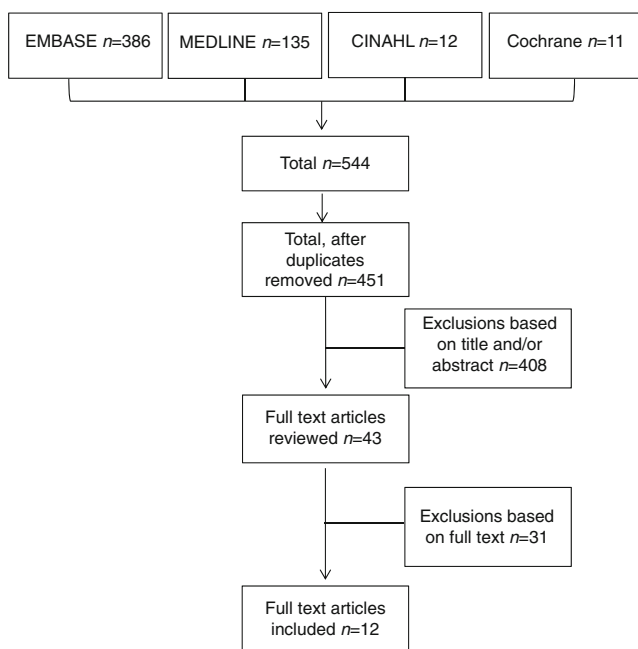 EMBASE n=386
MEDLINE n=135
CINAHL n=12
Cochrane n=11
Total n=544
Total, after
duplicates
removed n=451
Exclusions based
on title and/or
abstract n=408
Full text articles
reviewed n=43
Exclusions based
on full text n=31
Full text articles
included n=12